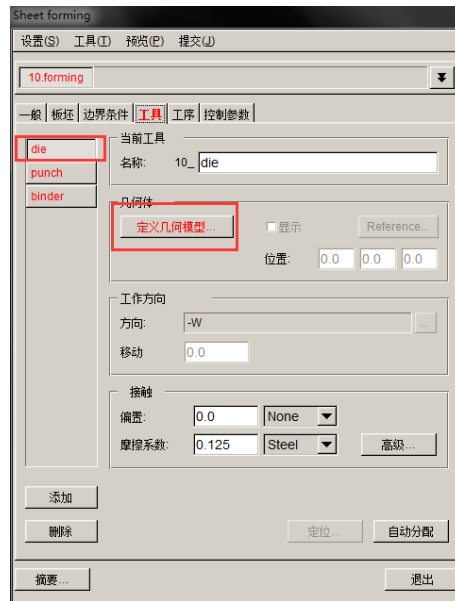 Sheet forming
设置(S) 工具(T) 预览(P) 提交(J)
10.forming
一般 板坯 边界条件 工具 工序 控制参数
die
punch
binder
当前工具
名称: 10_ die
几何体
定义几何模型... 显示 Reference...
位置: 0.0 0.0 0.0
工作方向
方向: -W ...
移动 0.0
接触
偏置: 0.0 None
摩擦系数: 0.125 Steel 高级...
添加
删除 定位... 自动分配
摘要... 退出